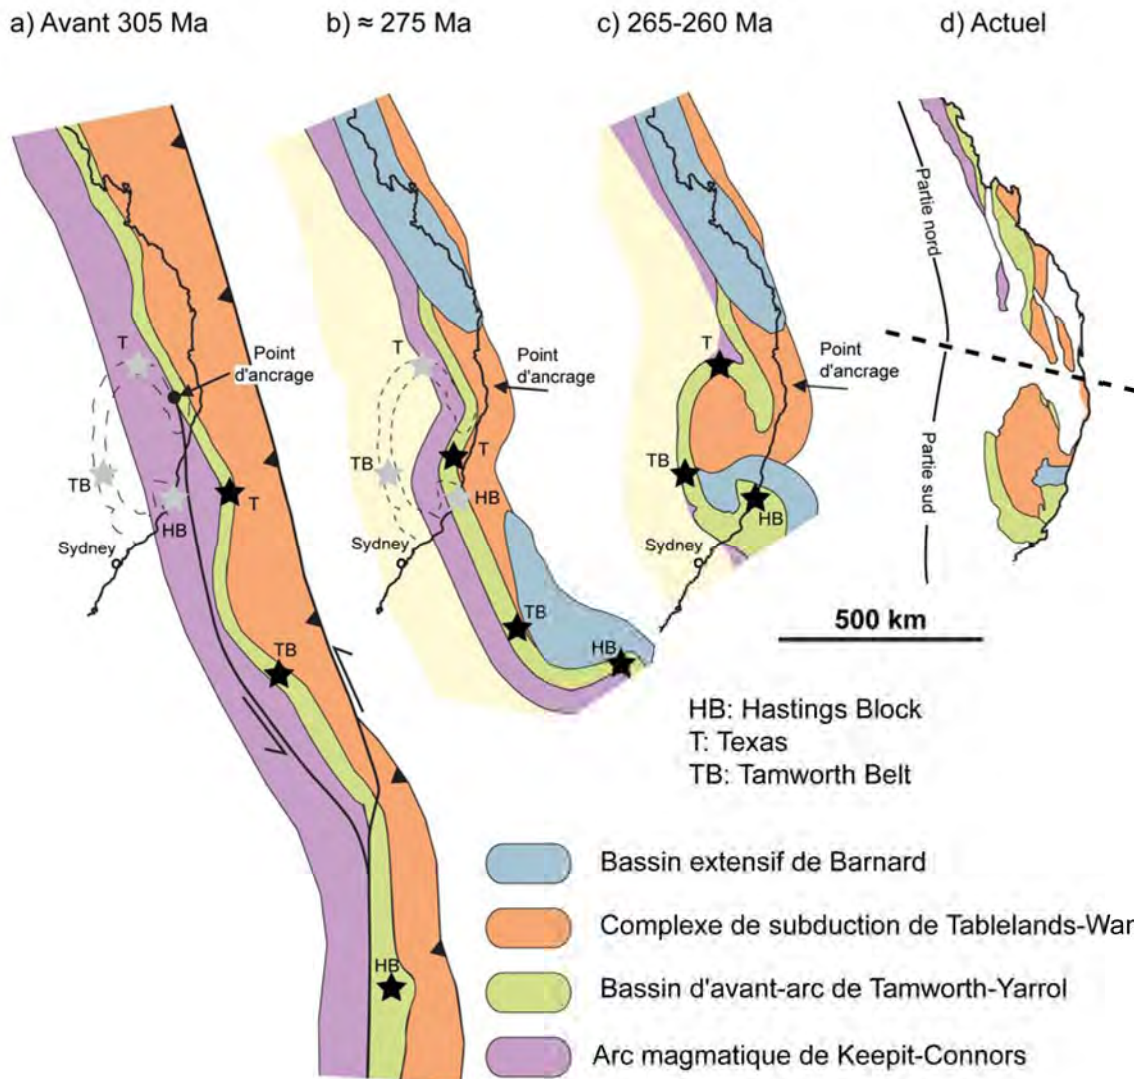 a) Avant 305 Ma
b) ≈ 275 Ma
c) 265-260 Ma
d) Actuel
T
Point
d'ancrage
TB
HB
T
Sydney
TB
HB
T
Point
d'ancrage
T
TB
HB
Sydney
TB
HB
T
Point
d'ancrage
TB
HB
Sydney
Partie nord
Partie sud
500 km
HB: Hastings Block
T: Texas
TB: Tamworth Belt
Bassin extensif de Barnard
Complexe de subduction de Tablelands-War
Bassin d'avant-arc de Tamworth-Yarrol
Arc magmatique de Keepit-Connors